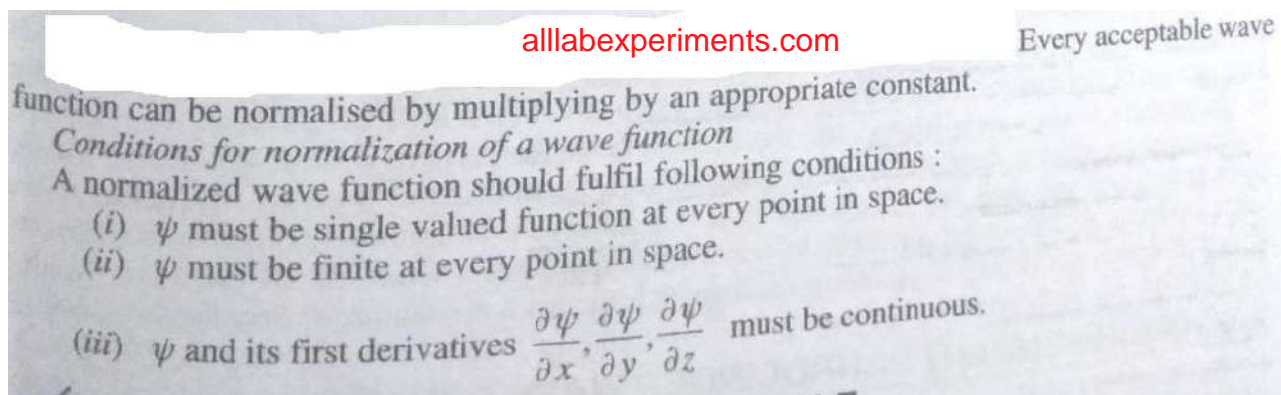 alllabexperiments.com
Every acceptable wave
function can be normalised by multiplying by an appropriate constant.
Conditions for normalization of a wave function
A normalized wave function should fulfil following conditions :
(i) ψ must be single valued function at every point in space.
(ii) ψ must be finite at every point in space.
(iii) ψ and its first derivatives ∂ψ/∂x, ∂ψ/∂y, ∂ψ/∂z must be continuous.